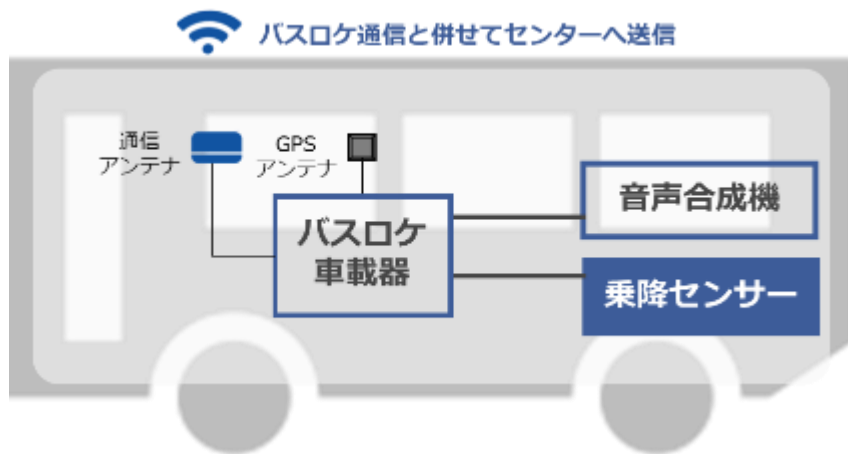 バスロケ通信と併せてセンターへ送信
通信
アンテナ
GPS
アンテナ
バスロケ
車載器
音声合成機
乗降センサー